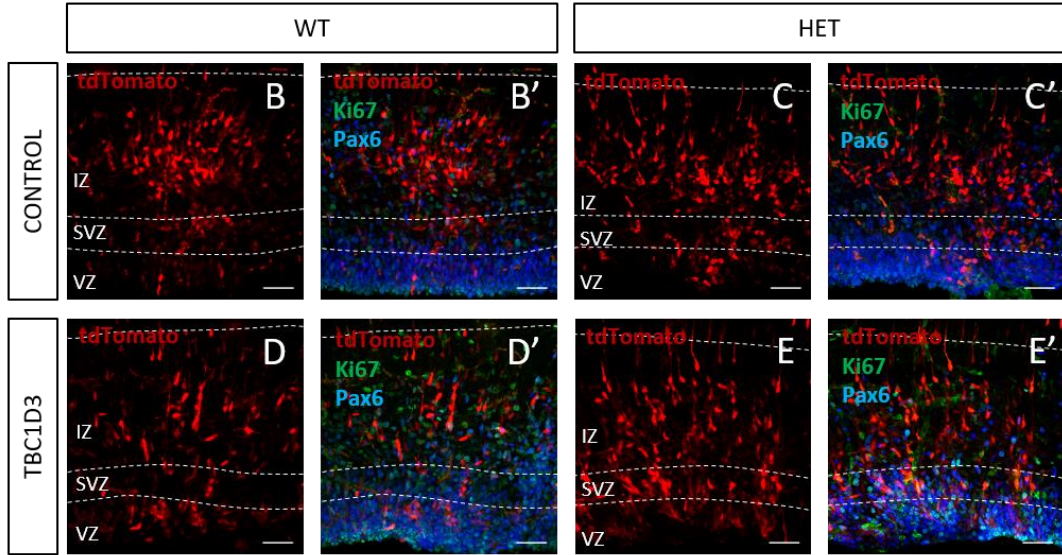 WT
HET
CONTROL
tdTomato
B
IZ
SVZ
VZ
tdTomato
B’
Ki67
Pax6
tdTomato
C
IZ
SVZ
VZ
tdTomato
C’
Ki67
Pax6
TBC1D3
tdTomato
D
IZ
SVZ
VZ
tdTomato
D’
Ki67
Pax6
tdTomato
E
IZ
SVZ
VZ
tdTomato
E’
Ki67
Pax6